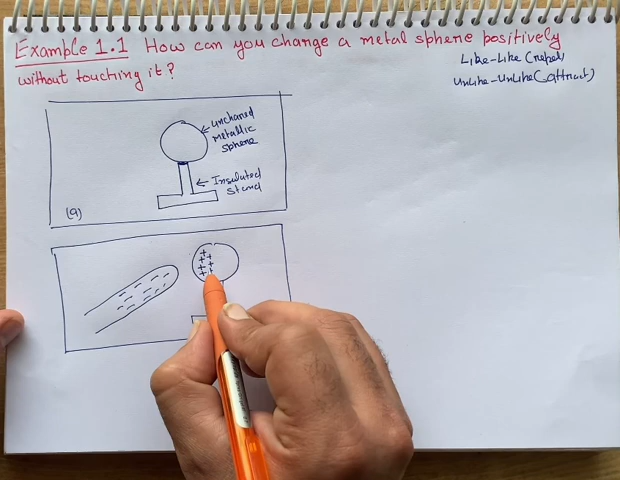 Example 1.1 How can you change a metal sphere positively
without touching it?
Like-Like (repel)
Unlike-Unlike (attract)
unchared
metallic
sphere
Insulated
stand
(a)